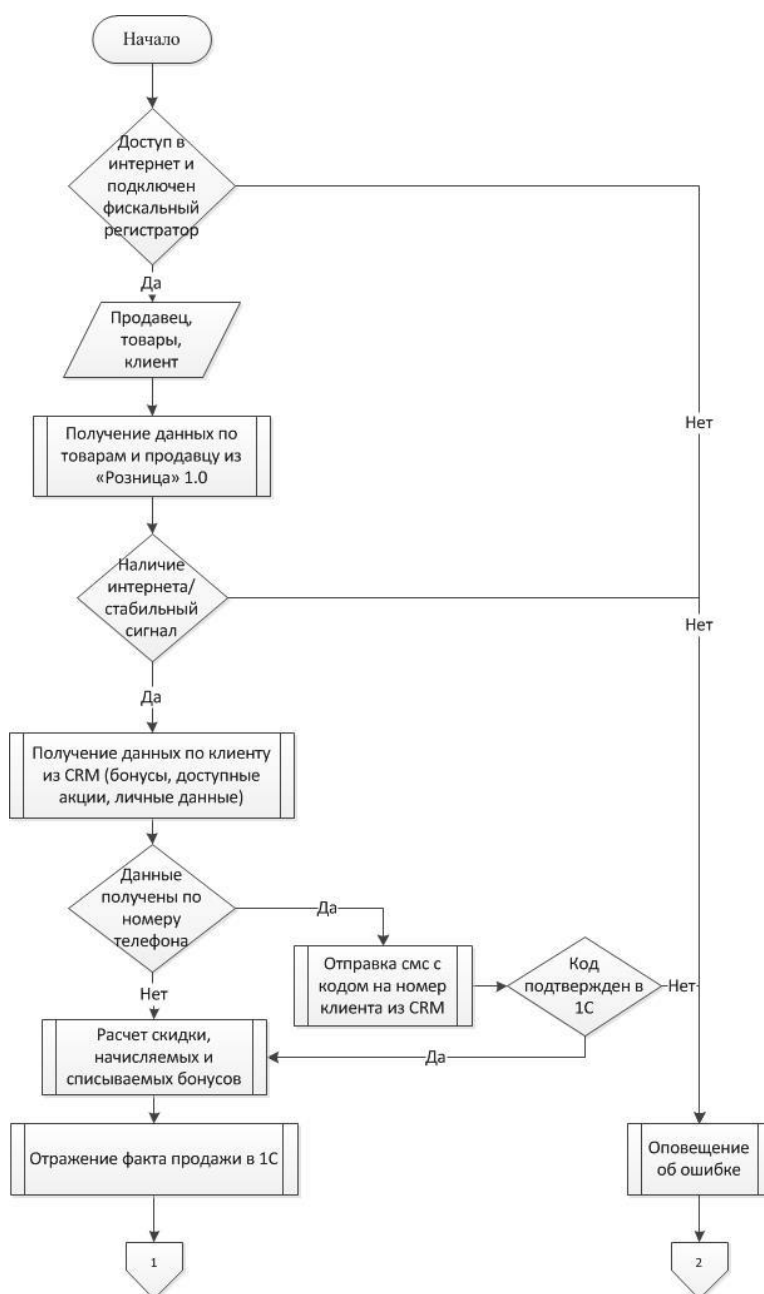 Начало
Доступ в
интернет и
подключен
фискальный
регистратор
Да
Продавец,
товары,
клиент
Нет
Получение данных по
товарам и продавцу из
«Розница» 1.0
Наличие
интернета/
стабильный
сигнал
Нет
Да
Получение данных по клиенту
из CRM (бонусы, доступные
акции, личные данные)
Данные
получены по
номеру
телефона
Да
Отправка смс с
кодом на номер
клиента из CRM
Код
подтвержден в
1С
Нет
Нет
Расчет скидки,
начисляемых и
списываемых бонусов
Да
Отражение факта продажи в 1С
Оповещение
об ошибке
1
2